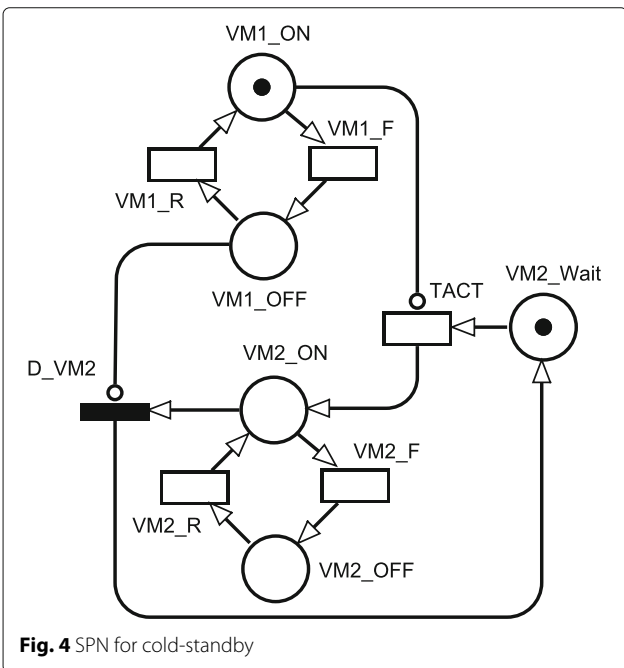 VM1_ON
VM1_F
VM1_R
VM1_OFF
TACT
VM2_Wait
D_VM2
VM2_ON
VM2_F
VM2_R
VM2_OFF
Fig. 4 SPN for cold-standby